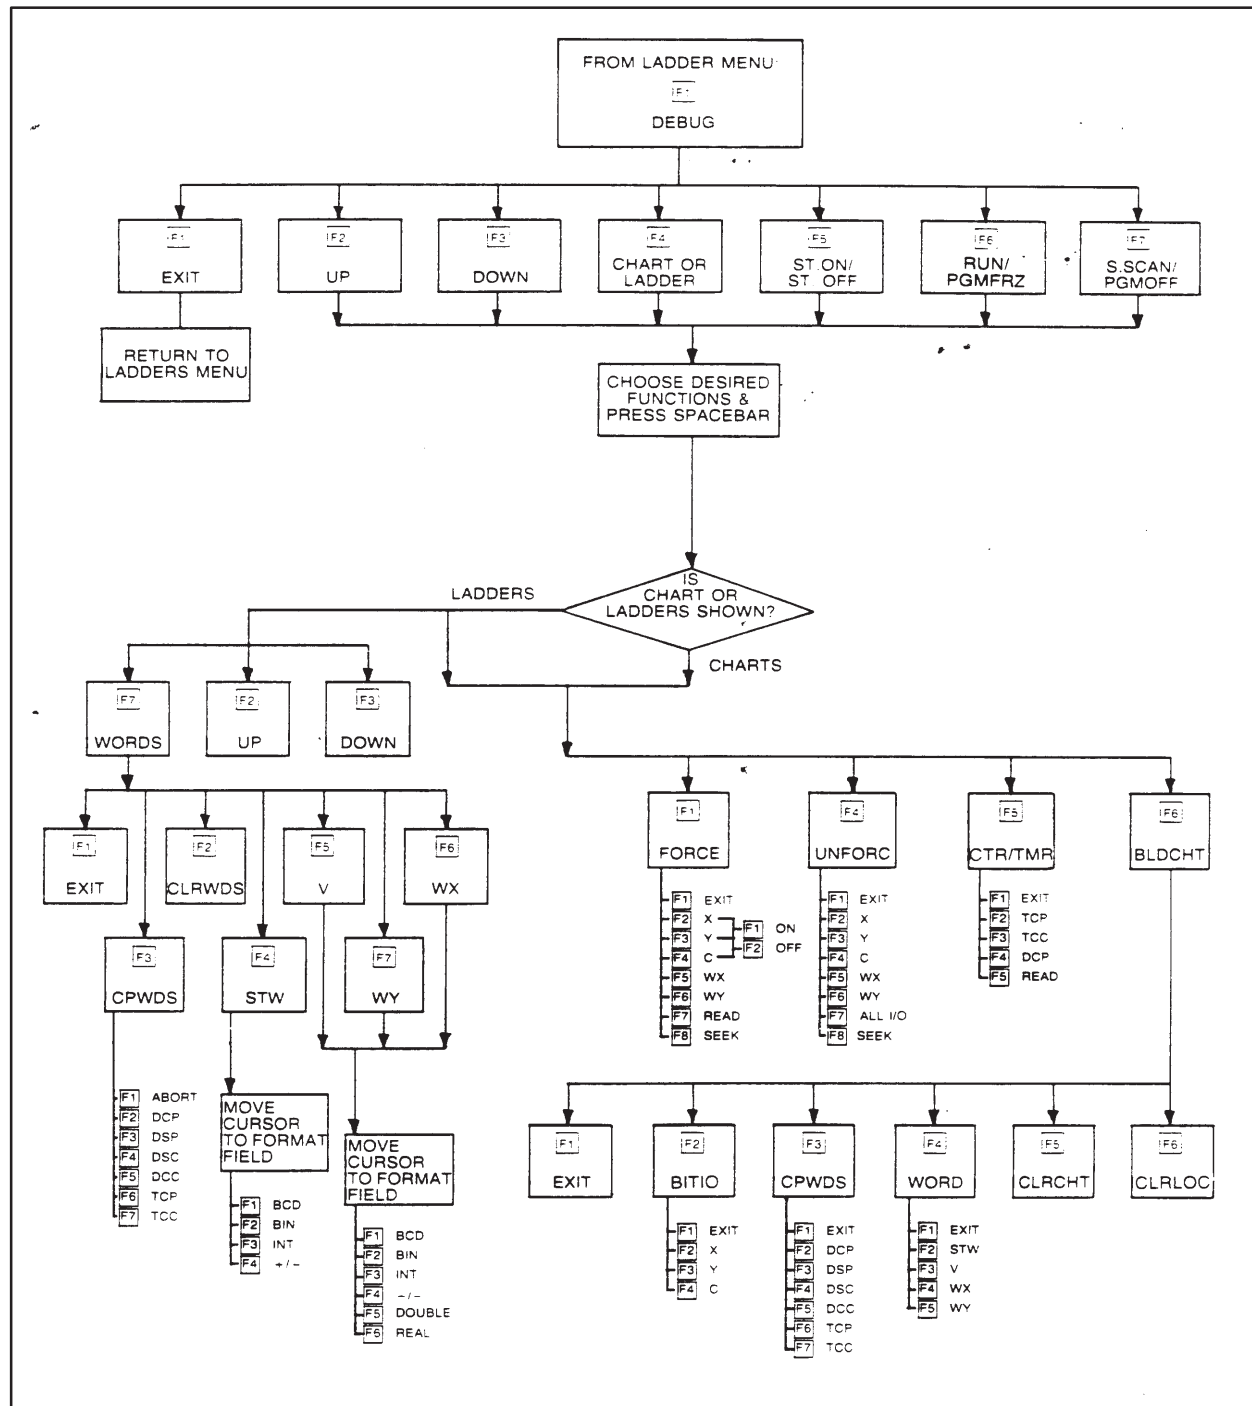 FROM LADDER MENU
F1
DEBUG
F1
EXIT
F2
UP
F3
DOWN
F4
CHART OR
LADDER
F5
ST.ON/
ST. OFF
F6
RUN/
PGMFRZ
F7
S.SCAN/
PGMOFF
RETURN TO
LADDERS MENU
CHOOSE DESIRED
FUNCTIONS &
PRESS SPACEBAR
IS
CHART OR
LADDERS SHOWN?
LADDERS
CHARTS
F7
WORDS
F2
UP
F3
DOWN
F1
EXIT
F2
CLRWDS
F5
V
F6
WX
F3
CPWDS
F4
STW
F7
WY
F1 ABORT
F2 DCP
F3 DSP
F4 DSC
F5 DCC
F6 TCP
F7 TCC
MOVE
CURSOR
TO FORMAT
FIELD
F1 BCD
F2 BIN
F3 INT
F4 +/−
MOVE
CURSOR
TO FORMAT
FIELD
F1 BCD
F2 BIN
F3 INT
F4 −/−
F5 DOUBLE
F6 REAL
F1
FORCE
F1 EXIT
F2 X
F3 Y
F4 C
F5 WX
F6 WY
F7 READ
F8 SEEK
F1 ON
F2 OFF
F4
UNFORC
F1 EXIT
F2 X
F3 Y
F4 C
F5 WX
F6 WY
F7 ALL I/O
F8 SEEK
F5
CTR/TMR
F1 EXIT
F2 TCP
F3 TCC
F4 DCP
F5 READ
F6
BLDCHT
F1
EXIT
F2
BITIO
F1 EXIT
F2 X
F3 Y
F4 C
F3
CPWDS
F1 EXIT
F2 DCP
F3 DSP
F4 DSC
F5 DCC
F6 TCP
F7 TCC
F4
WORD
F1 EXIT
F2 STW
F3 V
F4 WX
F5 WY
F5
CLRCHT
F6
CLRLOC